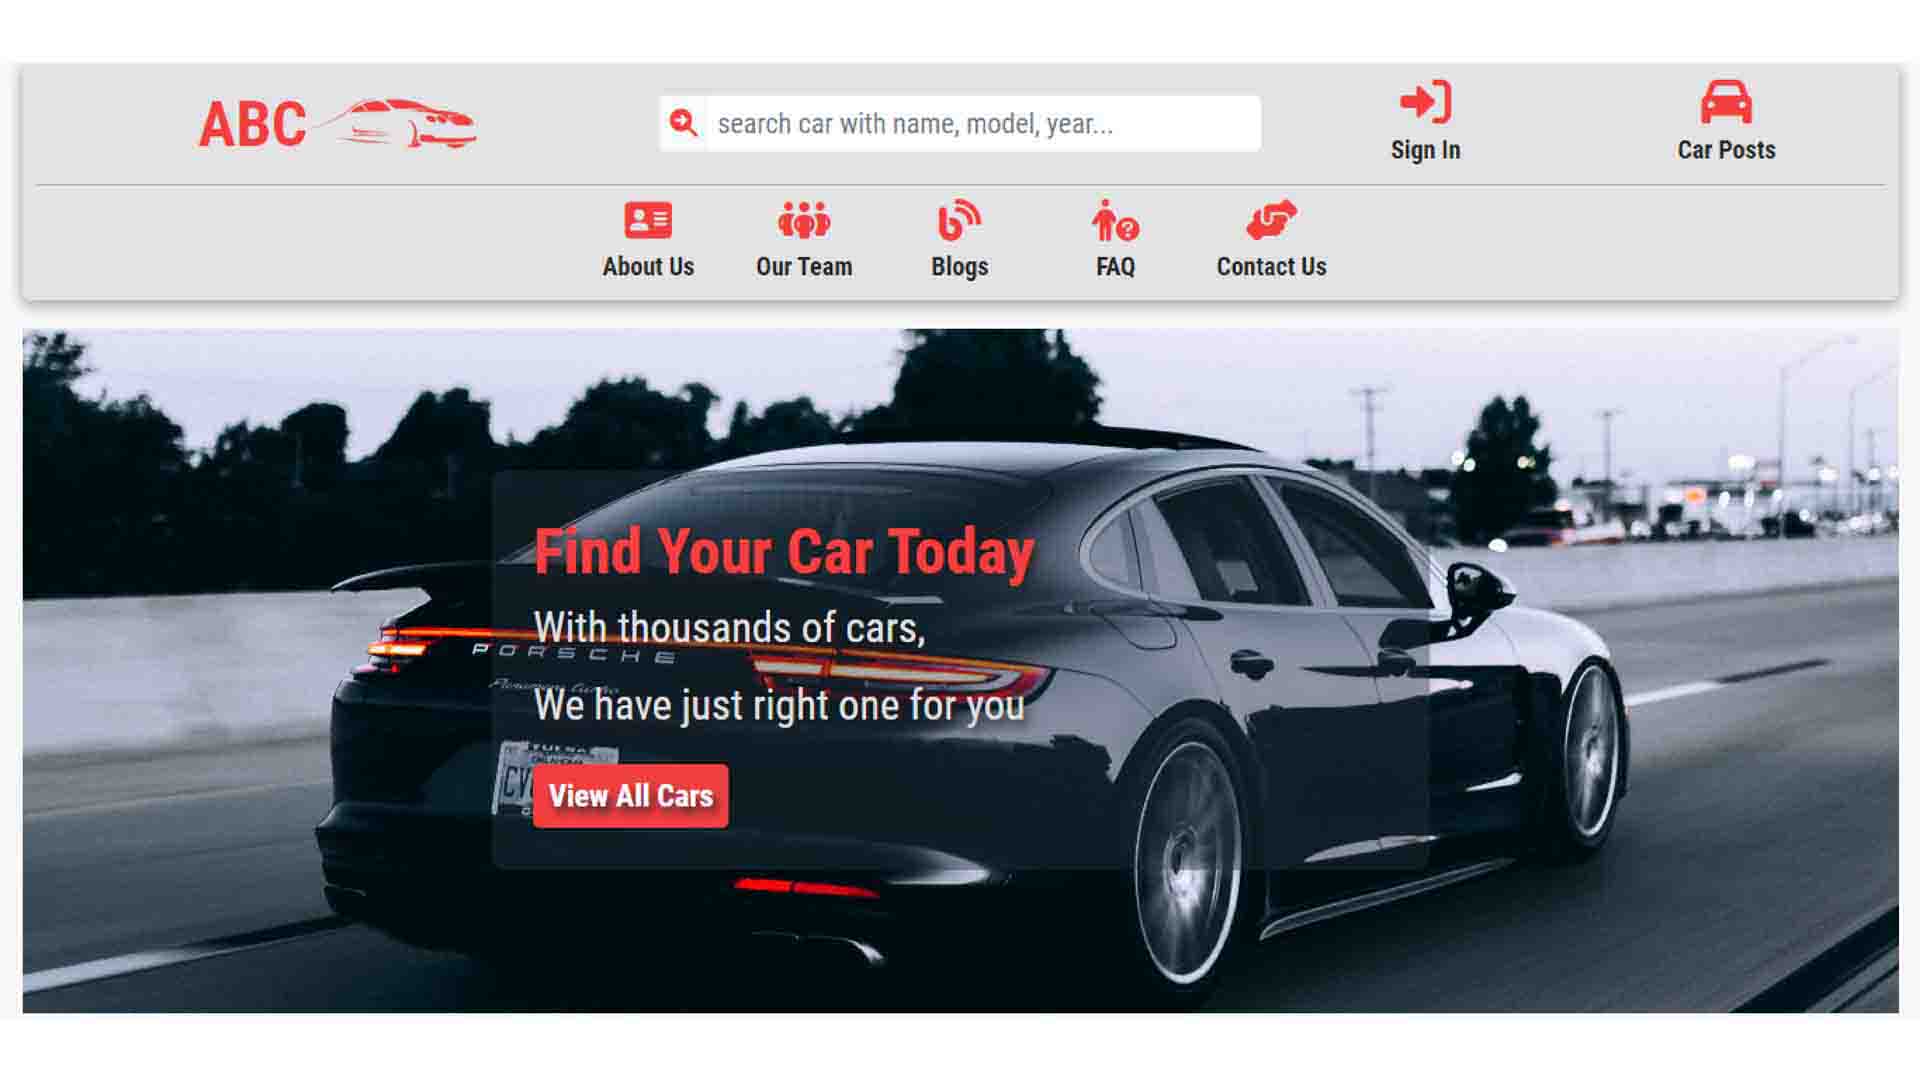 ABC
search car with name, model, year...
Sign In
Car Posts
About Us
Our Team
Blogs
FAQ
Contact Us
Find Your Car Today
With thousands of cars,
PORSCHE
We have just right one for you
CV
View All Cars